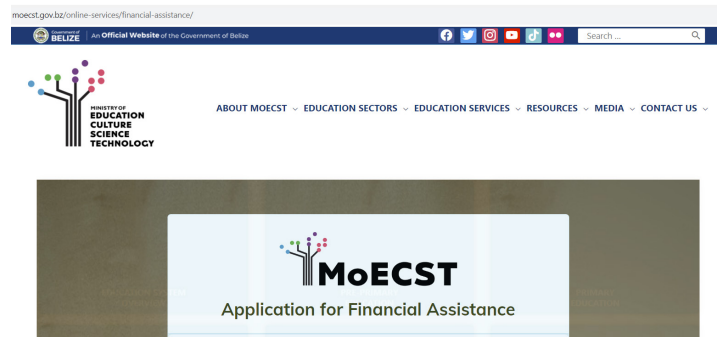 moecst.gov.bz/online-services/financial-assistance/
Government of
BELIZE An Official Website of the Government of Belize Search ...
MINISTRY OF
EDUCATION
CULTURE
SCIENCE
TECHNOLOGY
ABOUT MOECST EDUCATION SECTORS EDUCATION SERVICES RESOURCES MEDIA CONTACT US
MoECST
Application for Financial Assistance